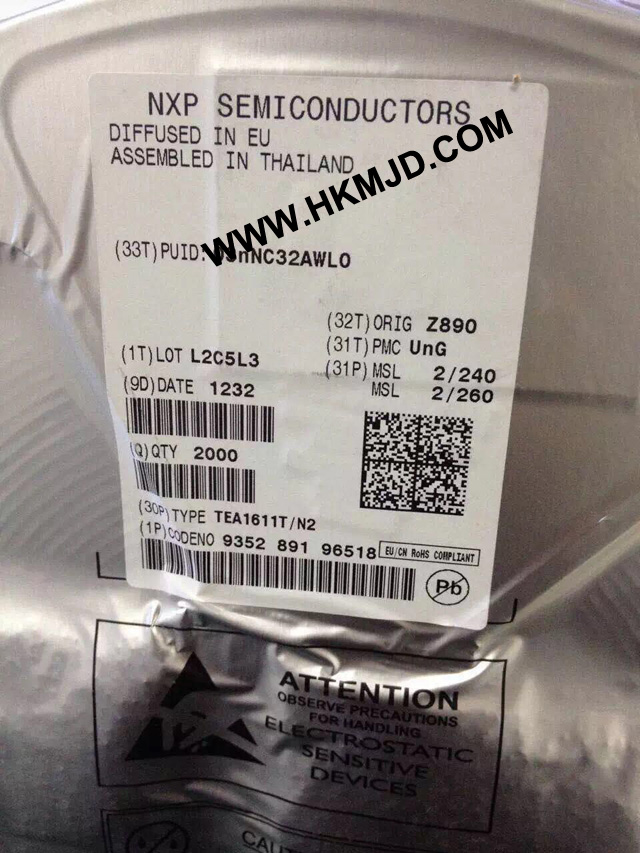 NXP SEMICONDUCTORS
DIFFUSED IN EU
ASSEMBLED IN THAILAND
WWW.HKMJD.COM
(33T)PUID: NC32AWL0
(32T)ORIG Z890
(31T)PMC UnG
(1T)LOT L2C5L3
(31P)MSL 2/240
(9D)DATE 1232
MSL 2/260
(Q)QTY 2000
(30P)TYPE TEA1611T/N2
(1P)CODENO 9352 891 96518
EU/CN RoHS COMPLIANT
Pb
ATTENTION
OBSERVE PRECAUTIONS
FOR HANDLING
ELECTROSTATIC
SENSITIVE
DEVICES